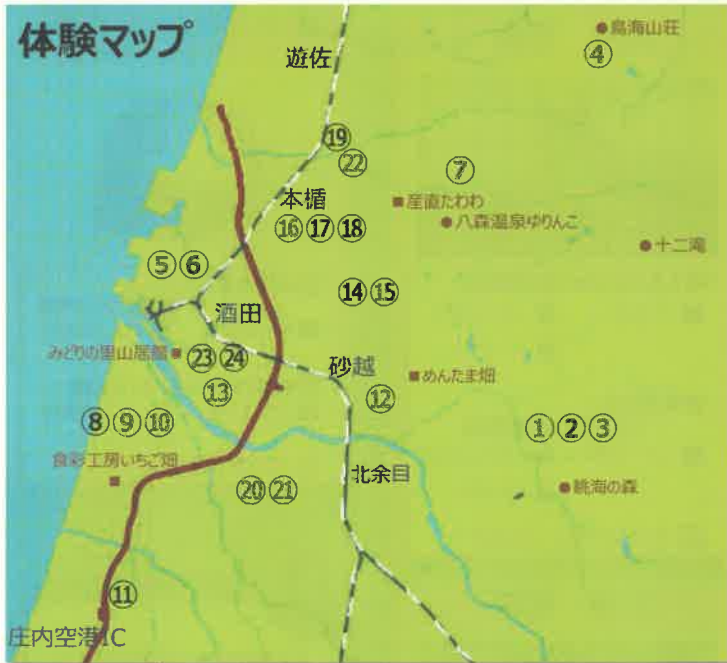 体験マップ
鳥海山荘
④
遊佐
⑲
㉒
⑦
本楯
産直たわわ
⑯⑰⑱
八森温泉ゆりんこ
十二滝
⑤⑥
⑭⑮
酒田
みどりの里山居館
㉓㉔
砂越
めんたま畑
⑬
⑫
⑧⑨⑩
①②③
食彩工房いちご畑
北余目
⑳㉑
眺海の森
⑪
庄内空港IC